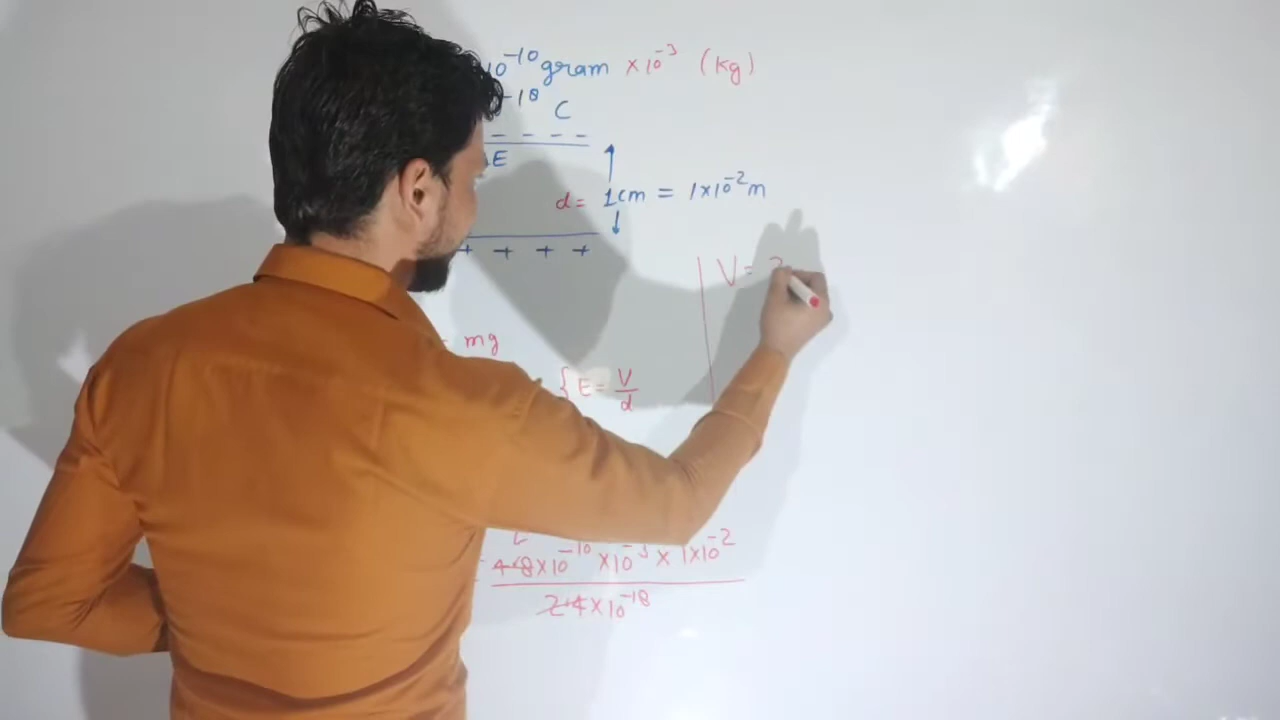 10⁻¹⁰ gram × 10⁻³ (kg)
⁻¹⁸ C
- - - -
E
d = 1cm = 1×10⁻² m
+ + + +
V =
mg
{ E = V/d
4.8×10⁻¹⁰ × 10⁻³ × 1×10⁻²
2.4×10⁻¹⁸